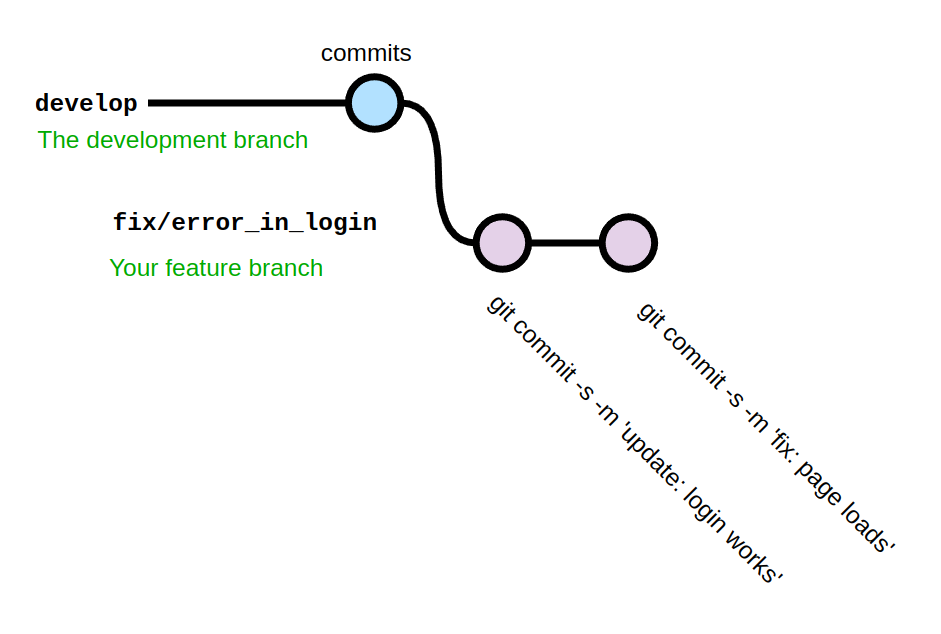 commits
develop
The development branch
fix/error_in_login
Your feature branch
git commit -s -m 'update: login works'
git commit -s -m 'fix: page loads'